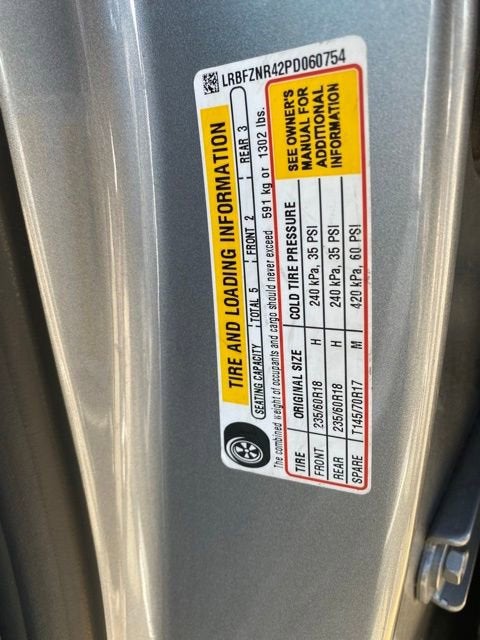 LRBFZNR42PD060754
TIRE AND LOADING INFORMATION
SEATING CAPACITY TOTAL 5 FRONT 2 REAR 3
The combined weight of occupants and cargo should never exceed 591 kg or 1302 lbs.
TIRE ORIGINAL SIZE COLD TIRE PRESSURE
FRONT 235/60R18 H 240 kPa, 35 PSI
REAR 235/60R18 H 240 kPa, 35 PSI
SPARE T145/70R17 M 420 kPa, 60 PSI
SEE OWNER'S
MANUAL FOR
ADDITIONAL
INFORMATION